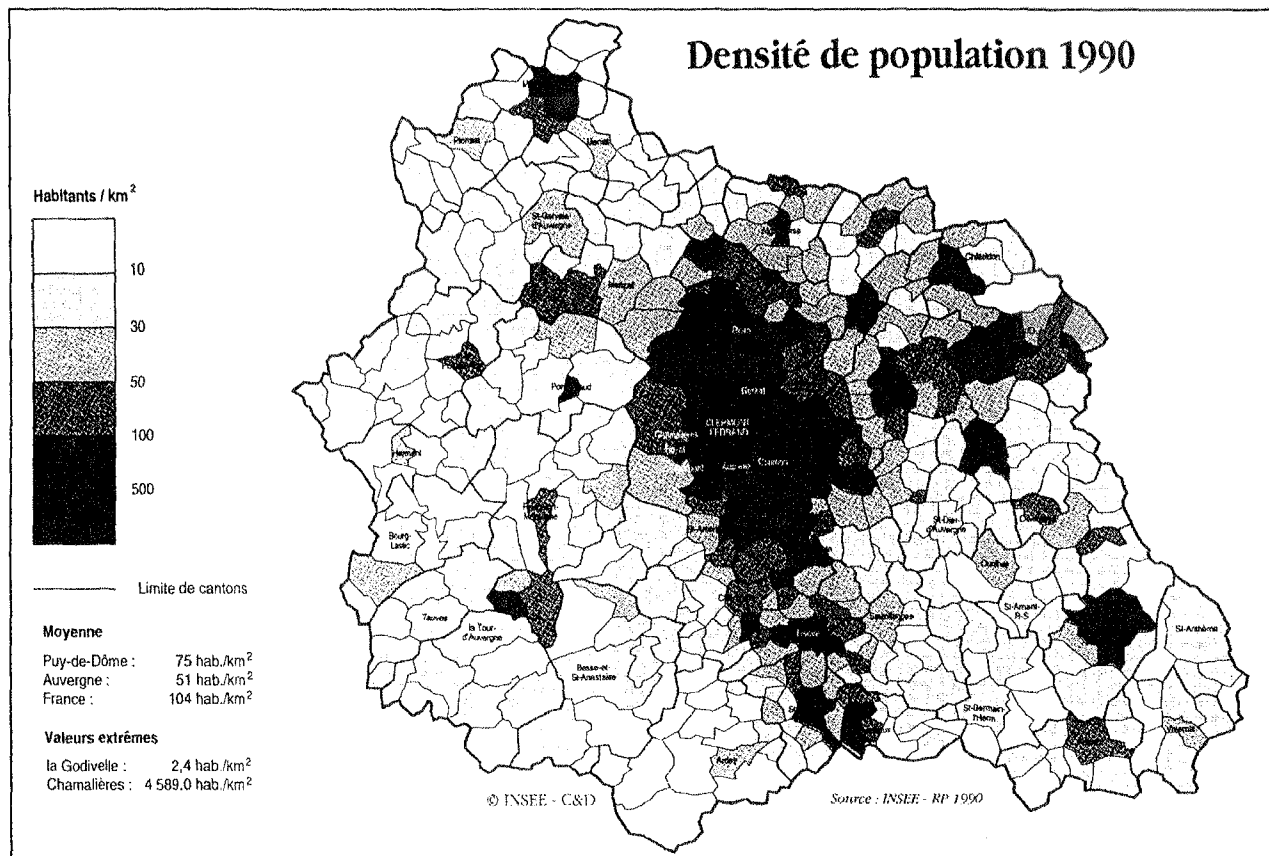 Densité de population 1990
Habitants / km²
10
30
50
100
500
Limite de cantons
Moyenne
Puy-de-Dôme : 75 hab./km²
Auvergne : 51 hab./km²
France : 104 hab./km²
Valeurs extrêmes
la Godivelle : 2,4 hab./km²
Chamalières : 4 589.0 hab./km²
Pionsat
Menat
St-Gervais
d'Auvergne
Châteldon
Manzat
Riom
Gerzat
CLERMONT
FERRAND
Chamalières
Royat
Cournon
Aubière
Herment
Bourg-
Lastic
St-Dier
d'Auvergne
Cunlhat
Tauves
la Tour-
d'Auvergne
St-Amant-
R-S
St-Anthème
Issoire
Besse-et
St-Anastaise
St-Germain
l'Herm
Viverols
Ardes
© INSEE - C&D
Source : INSEE - RP 1990